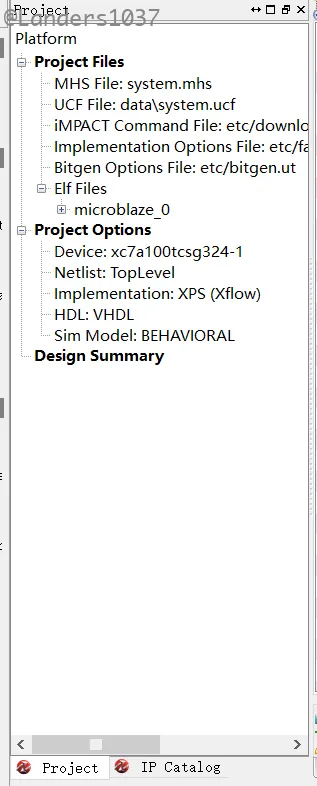 Project
@Landers1037
Platform
Project Files
MHS File: system.mhs
UCF File: data\system.ucf
iMPACT Command File: etc/downlo
Implementation Options File: etc/fa
Bitgen Options File: etc/bitgen.ut
Elf Files
microblaze_0
Project Options
Device: xc7a100tcsg324-1
Netlist: TopLevel
Implementation: XPS (Xflow)
HDL: VHDL
Sim Model: BEHAVIORAL
Design Summary
Project
IP Catalog